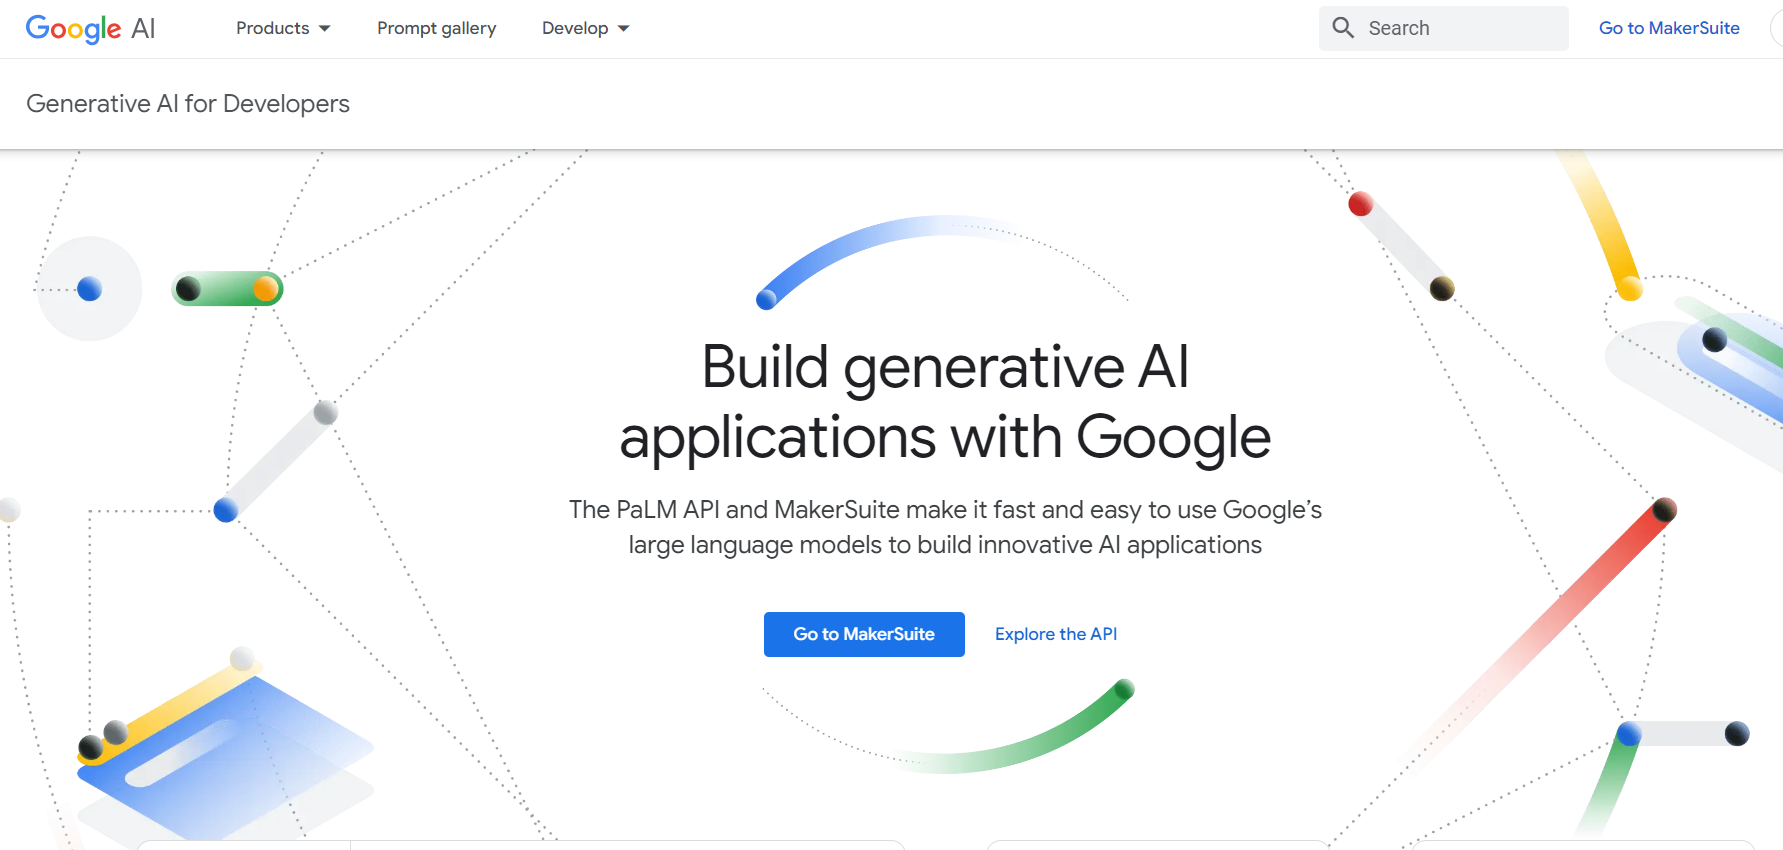 Google AI
Products
Prompt gallery
Develop
Search
Go to MakerSuite
Generative AI for Developers
Build generative AI
applications with Google
The PaLM API and MakerSuite make it fast and easy to use Google’s
large language models to build innovative AI applications
Go to MakerSuite
Explore the API